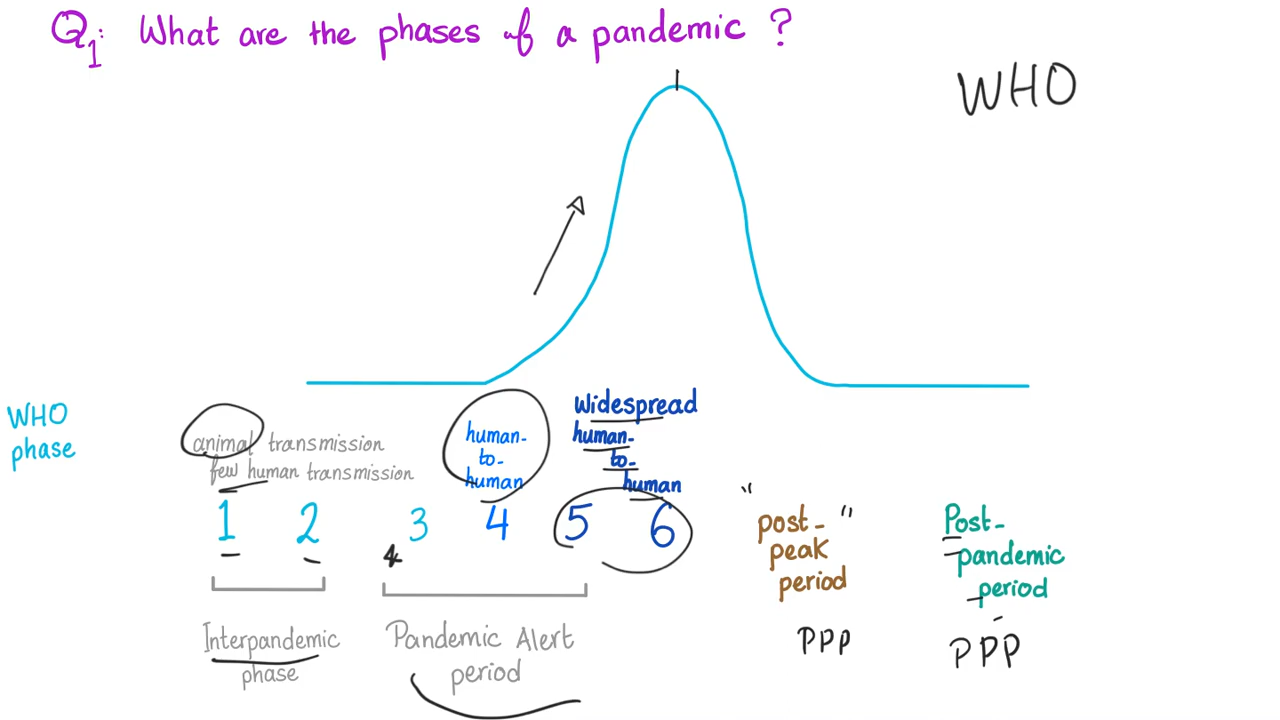 Q1: What are the phases of a pandemic ?
WHO
WHO
phase
animal transmission
few human transmission
human-
to-
human
Widespread
human-
to-
human
1 2 3 4 5 6
" post- "
peak
period
Post-
pandemic
period
Interpandemic
phase
Pandemic Alert
period
PPP
PPP